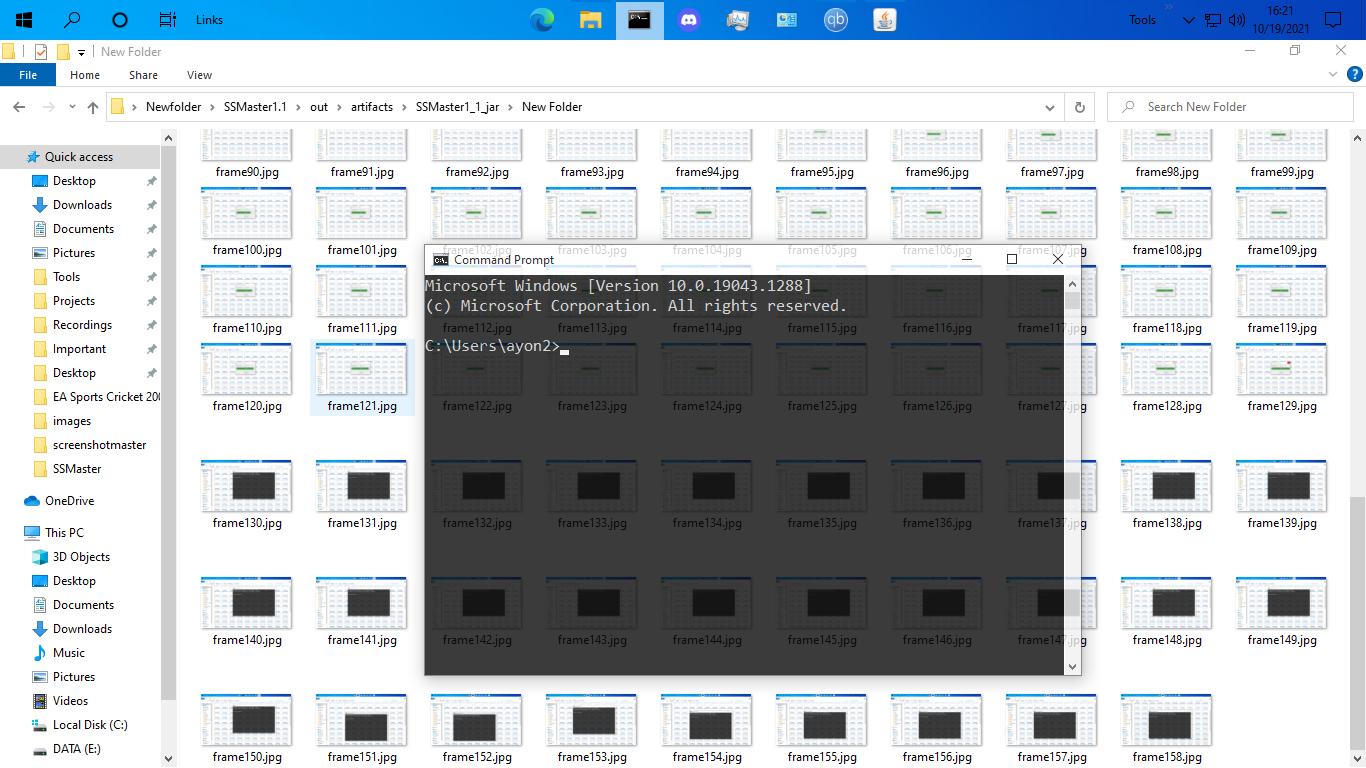 Links
Tools
16:21
10/19/2021
New Folder
File Home Share View
Newfolder SSMaster1.1 out artifacts SSMaster1_1_jar New Folder
Search New Folder
Quick access
Desktop
Downloads
Documents
Pictures
Tools
Projects
Recordings
Important
Desktop
EA Sports Cricket 200
images
screenshotmaster
SSMaster
OneDrive
This PC
3D Objects
Desktop
Documents
Downloads
Music
Pictures
Videos
Local Disk (C:)
DATA (E:)
frame90.jpg frame91.jpg frame92.jpg frame93.jpg frame94.jpg frame95.jpg frame96.jpg frame97.jpg frame98.jpg frame99.jpg
frame100.jpg frame101.jpg frame102.jpg frame103.jpg frame104.jpg frame105.jpg frame106.jpg frame107.jpg frame108.jpg frame109.jpg
Command Prompt
Microsoft Windows [Version 10.0.19043.1288]
(c) Microsoft Corporation. All rights reserved.
C:\Users\ayon2>
frame110.jpg frame111.jpg frame112.jpg frame113.jpg frame114.jpg frame115.jpg frame116.jpg frame117.jpg frame118.jpg frame119.jpg
frame120.jpg frame121.jpg frame122.jpg frame123.jpg frame124.jpg frame125.jpg frame126.jpg frame127.jpg frame128.jpg frame129.jpg
frame130.jpg frame131.jpg frame132.jpg frame133.jpg frame134.jpg frame135.jpg frame136.jpg frame137.jpg frame138.jpg frame139.jpg
frame140.jpg frame141.jpg frame142.jpg frame143.jpg frame144.jpg frame145.jpg frame146.jpg frame147.jpg frame148.jpg frame149.jpg
frame150.jpg frame151.jpg frame152.jpg frame153.jpg frame154.jpg frame155.jpg frame156.jpg frame157.jpg frame158.jpg